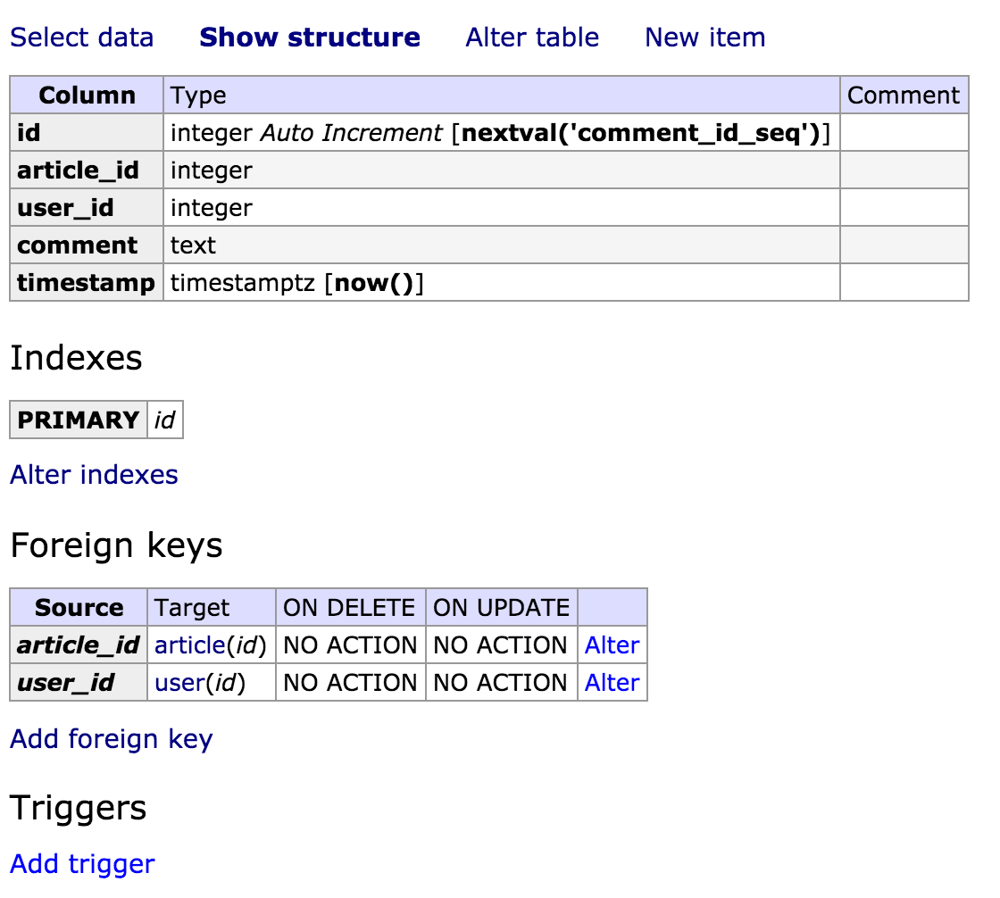 Select data Show structure Alter table New item
Column Type Comment
id integer Auto Increment [nextval('comment_id_seq')]
article_id integer
user_id integer
comment text
timestamp timestamptz [now()]
Indexes
PRIMARY id
Alter indexes
Foreign keys
Source Target ON DELETE ON UPDATE
article_id article(id) NO ACTION NO ACTION Alter
user_id user(id) NO ACTION NO ACTION Alter
Add foreign key
Triggers
Add trigger